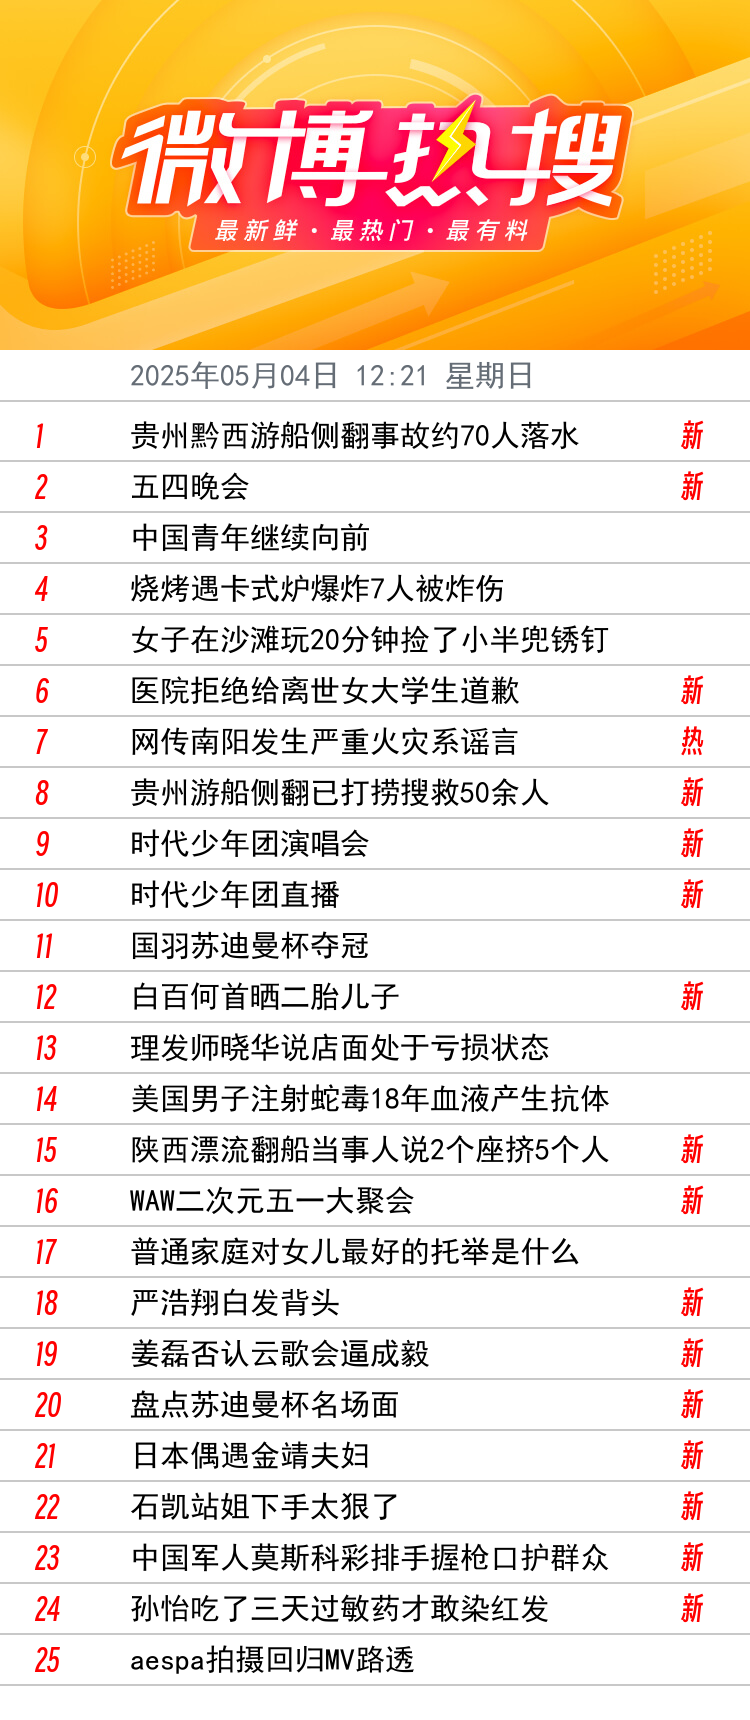 微博热搜
最新鲜·最热门·最有料
2025年05月04日 12:21 星期日
1 贵州黔西游船侧翻事故约70人落水 新
2 五四晚会 新
3 中国青年继续向前
4 烧烤遇卡式炉爆炸7人被炸伤
5 女子在沙滩玩20分钟捡了小半兜锈钉
6 医院拒绝给离世女大学生道歉 新
7 网传南阳发生严重火灾系谣言 热
8 贵州游船侧翻已打捞搜救50余人 新
9 时代少年团演唱会 新
10 时代少年团直播 新
11 国羽苏迪曼杯夺冠
12 白百何首晒二胎儿子 新
13 理发师晓华说店面处于亏损状态
14 美国男子注射蛇毒18年血液产生抗体
15 陕西漂流翻船当事人说2个座挤5个人 新
16 WAW二次元五一大聚会 新
17 普通家庭对女儿最好的托举是什么
18 严浩翔白发背头 新
19 姜磊否认云歌会逼成毅 新
20 盘点苏迪曼杯名场面 新
21 日本偶遇金靖夫妇 新
22 石凯站姐下手太狠了 新
23 中国军人莫斯科彩排手握枪口护群众 新
24 孙怡吃了三天过敏药才敢染红发 新
25 aespa拍摄回归MV路透